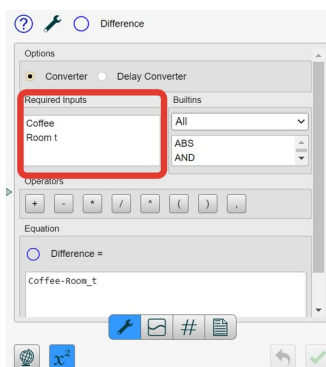 ? Difference
Options
Converter Delay Converter
Required Inputs Builtins
Coffee
Room t
All
ABS
AND
Operators
+ - * / ^ ( ) ,
Equation
Difference =
Coffee-Room_t
#
x²